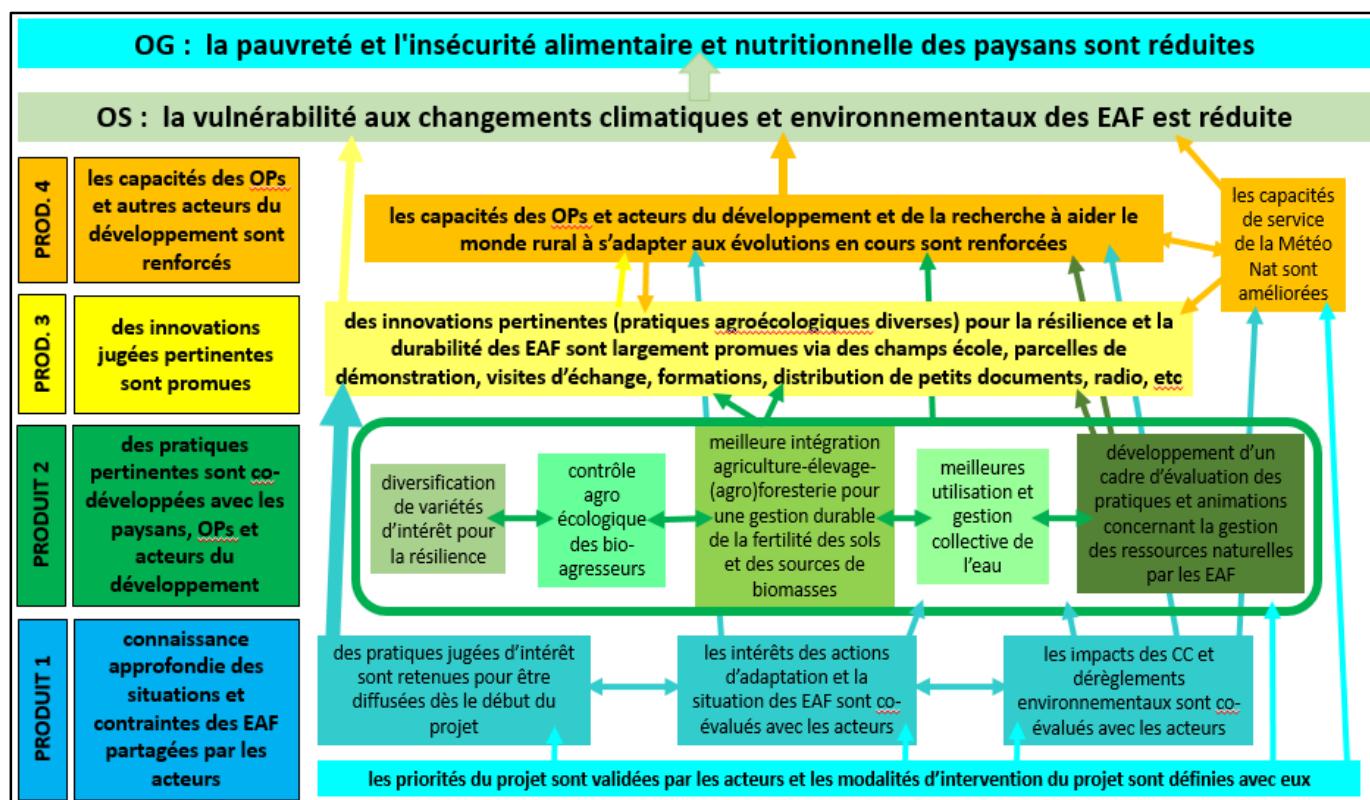 OG : la pauvreté et l'insécurité alimentaire et nutritionnelle des paysans sont réduites
OS : la vulnérabilité aux changements climatiques et environnementaux des EAF est réduite
PROD. 4
les capacités des OPs
et autres acteurs du
développement sont
renforcés
les capacités des OPs et acteurs du développement et de la recherche à aider le
monde rural à s'adapter aux évolutions en cours sont renforcées
les capacités
de service
de la Météo
Nat sont
améliorées
PROD. 3
des innovations
jugées pertinentes
sont promues
des innovations pertinentes (pratiques agroécologiques diverses) pour la résilience et la
durabilité des EAF sont largement promues via des champs école, parcelles de
démonstration, visites d'échange, formations, distribution de petits documents, radio, etc
PRODUIT 2
des pratiques
pertinentes sont co-
développées avec les
paysans, OPs et
acteurs du
développement
diversification
de variétés
d'intérêt pour
la résilience
contrôle
agro
écologique
des bio-
agresseurs
meilleure intégration
agriculture-élevage-
(agro)foresterie pour
une gestion durable
de la fertilité des sols
et des sources de
biomasses
meilleures
utilisation et
gestion
collective de
l'eau
développement d'un
cadre d'évaluation des
pratiques et animations
concernant la gestion
des ressources naturelles
par les EAF
PRODUIT 1
connaissance
approfondie des
situations et
contraintes des EAF
partagées par les
acteurs
des pratiques jugées d'intérêt
sont retenues pour être
diffusées dès le début du
projet
les intérêts des actions
d'adaptation et la
situation des EAF sont co-
évalués avec les acteurs
les impacts des CC et
dérèglements
environnementaux sont co-
évalués avec les acteurs
les priorités du projet sont validées par les acteurs et les modalités d'intervention du projet sont définies avec eux